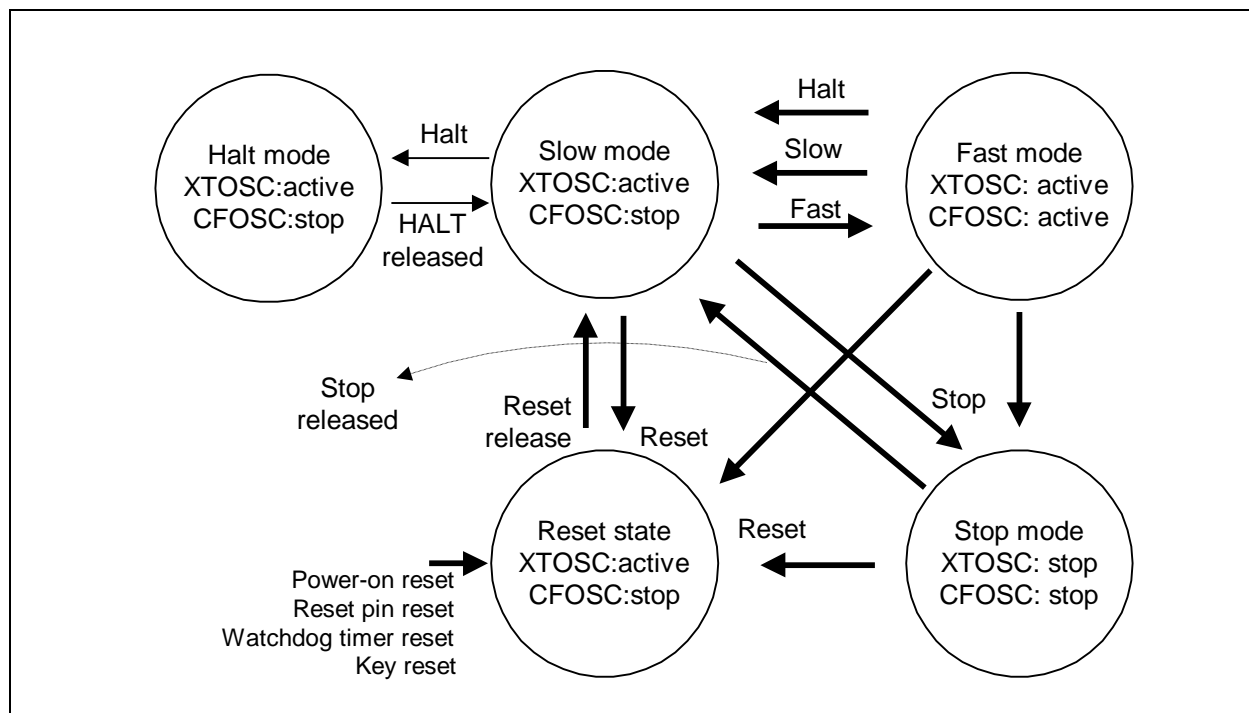 Halt mode
XTOSC:active
CFOSC:stop
Halt
HALT
released
Slow mode
XTOSC:active
CFOSC:stop
Halt
Slow
Fast
Fast mode
XTOSC: active
CFOSC: active
Stop
released
Reset
release
Reset
Stop
Power-on reset
Reset pin reset
Watchdog timer reset
Key reset
Reset state
XTOSC:active
CFOSC:stop
Reset
Stop mode
XTOSC: stop
CFOSC: stop